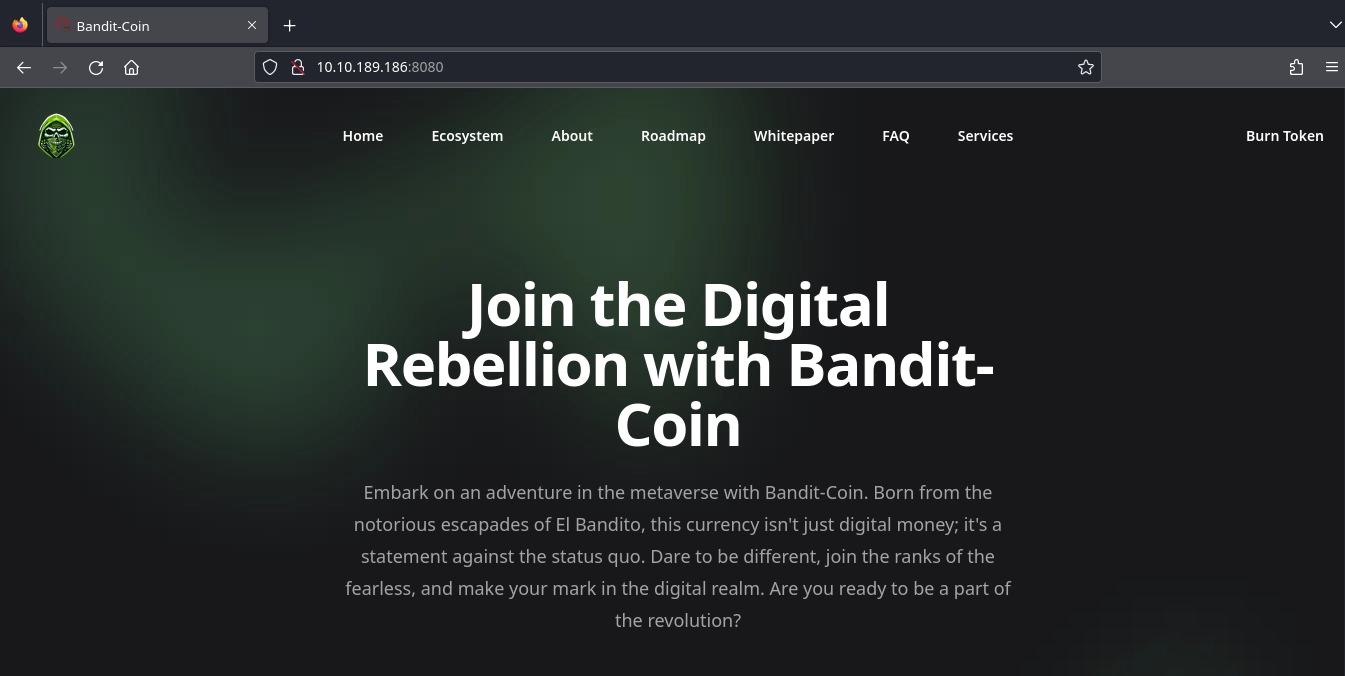 Bandit-Coin
10.10.189.186:8080
Home Ecosystem About Roadmap Whitepaper FAQ Services Burn Token
Join the Digital
Rebellion with Bandit-
Coin
Embark on an adventure in the metaverse with Bandit-Coin. Born from the
notorious escapades of El Bandito, this currency isn't just digital money; it's a
statement against the status quo. Dare to be different, join the ranks of the
fearless, and make your mark in the digital realm. Are you ready to be a part of
the revolution?